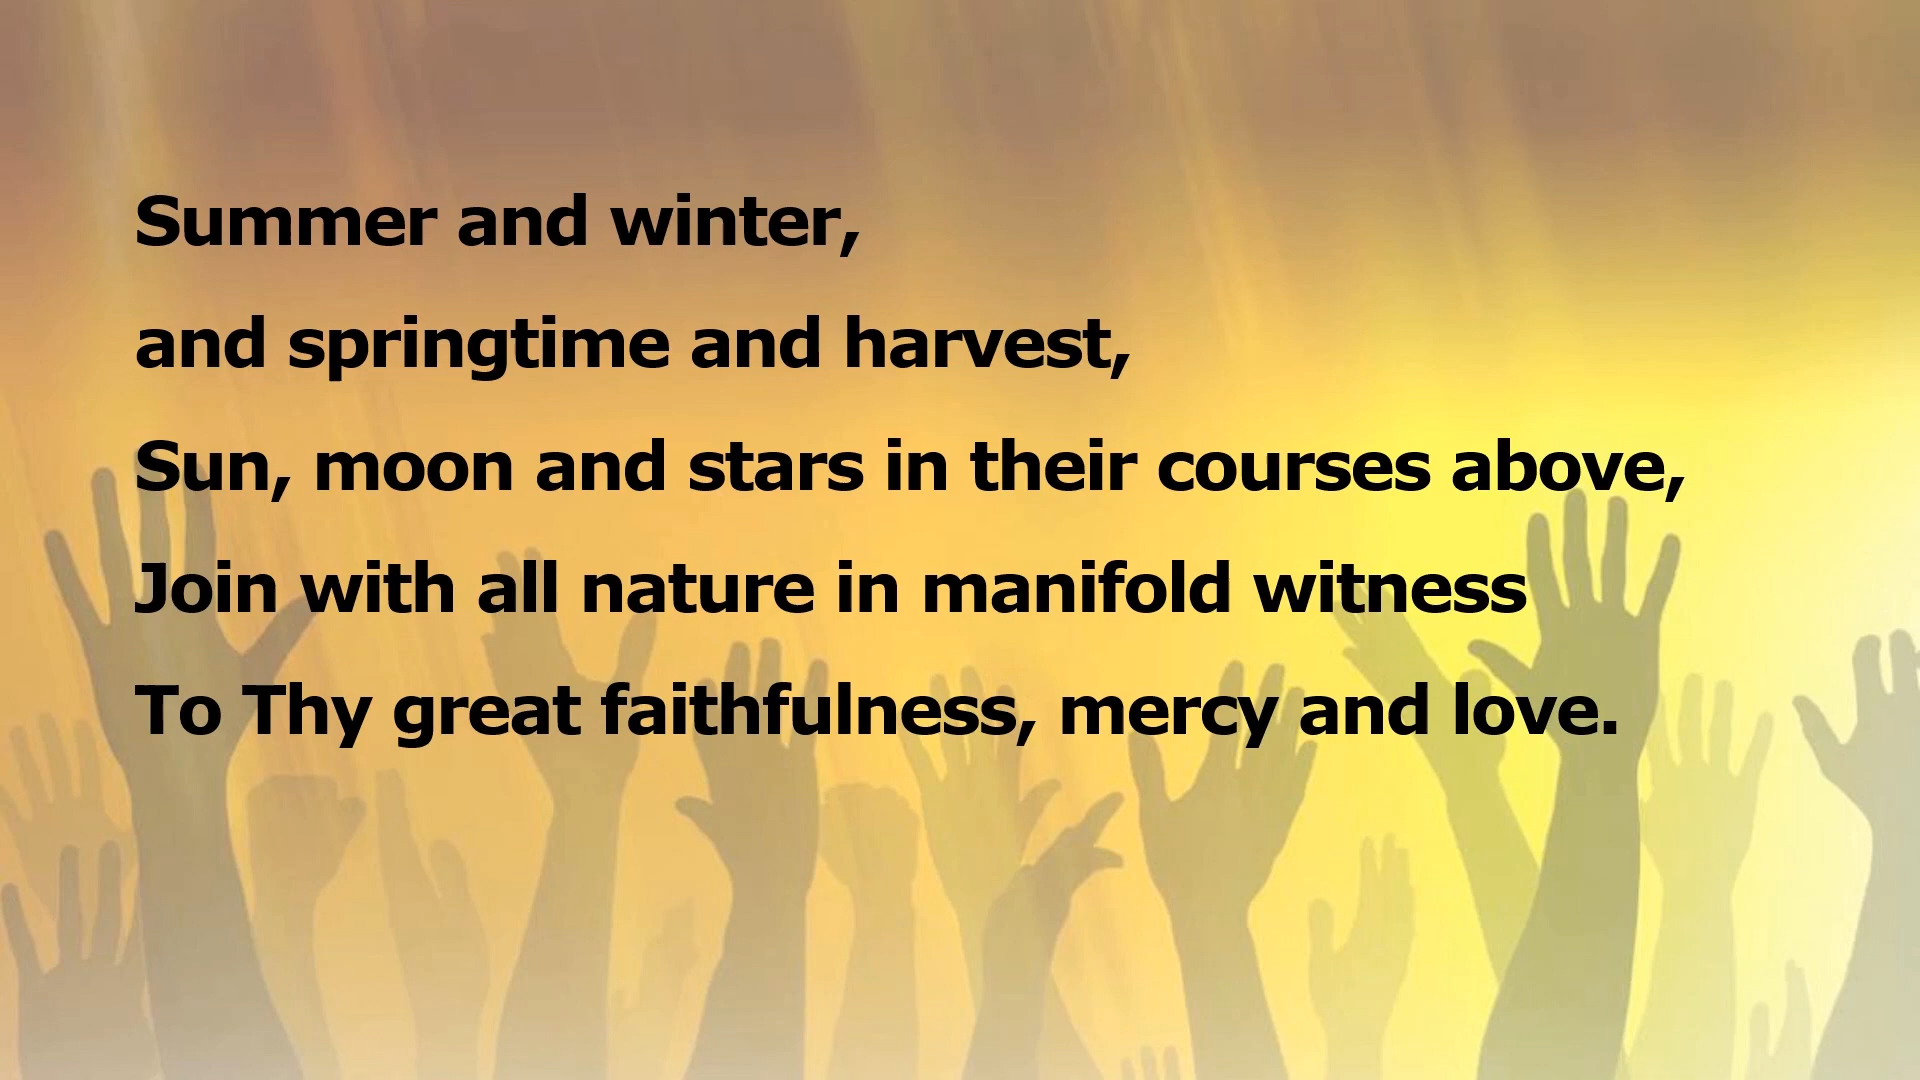 Summer and winter,
and springtime and harvest,
Sun, moon and stars in their courses above,
Join with all nature in manifold witness
To Thy great faithfulness, mercy and love.